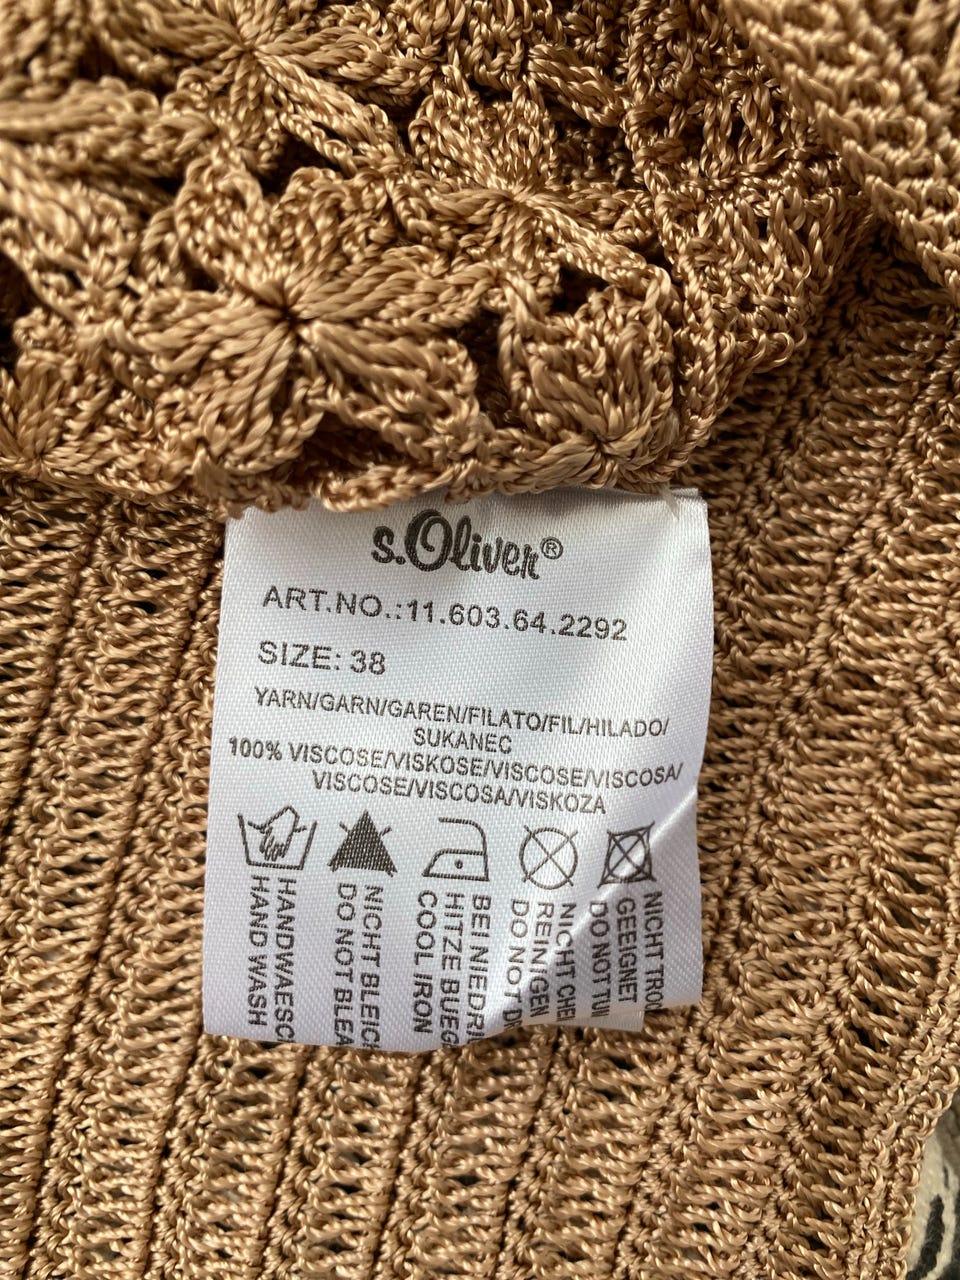 s.Oliver®
ART.NO.:11.603.64.2292
SIZE: 38
YARN/GARN/GAREN/FILATO/FIL/HILADO/
SUKANEC
100% VISCOSE/VISKOSE/VISCOSE/VISCOSA/
VISCOSE/VISCOSA/VISKOZA
HANDWAESC
HAND WASH
NICHT BLEIC
DO NOT BLEA
BEI NIEDRI
HITZE BUEG
COOL IRON
NICHT CHE
REINIGEN
DO NOT D
NICHT TRO
GEEIGNET
DO NOT TU